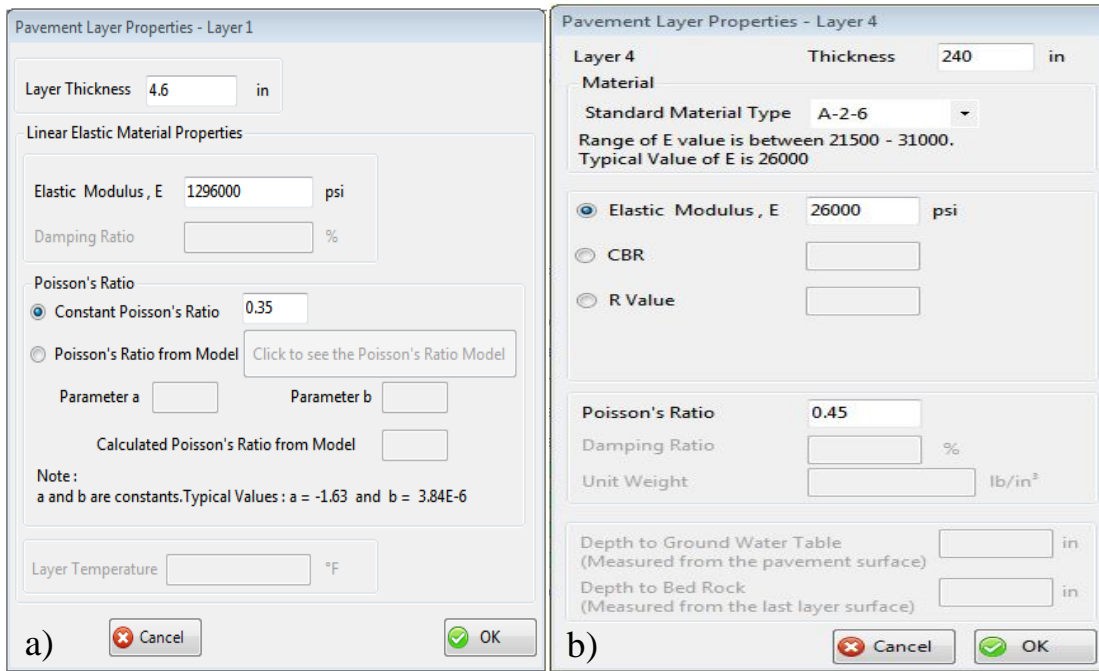 Pavement Layer Properties - Layer 1
Layer Thickness 4.6 in
Linear Elastic Material Properties
Elastic Modulus , E 1296000 psi
Damping Ratio %
Poisson's Ratio
Constant Poisson's Ratio 0.35
Poisson's Ratio from Model Click to see the Poisson's Ratio Model
Parameter a Parameter b
Calculated Poisson's Ratio from Model
Note :
a and b are constants.Typical Values : a = -1.63 and b = 3.84E-6
Layer Temperature °F
a) Cancel OK
Pavement Layer Properties - Layer 4
Layer 4 Thickness 240 in
Material
Standard Material Type A-2-6
Range of E value is between 21500 - 31000.
Typical Value of E is 26000
Elastic Modulus , E 26000 psi
CBR
R Value
Poisson's Ratio 0.45
Damping Ratio %
Unit Weight lb/in³
Depth to Ground Water Table in
(Measured from the pavement surface)
Depth to Bed Rock in
(Measured from the last layer surface)
b) Cancel OK